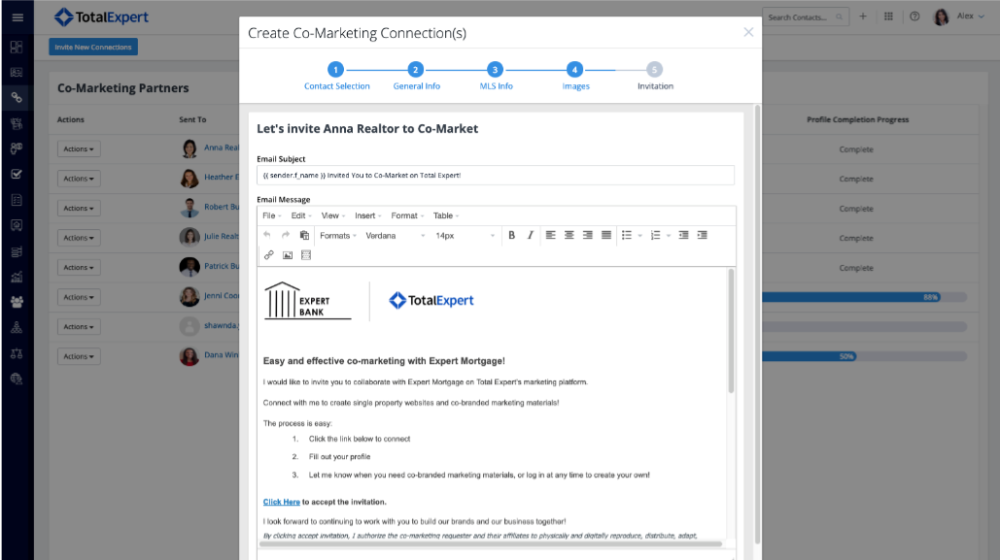 TotalExpert
Search Contacts...
Alex
Invite New Connections
Create Co-Marketing Connection(s)
1
2
3
4
5
Contact Selection
General Info
MLS Info
Images
Invitation
Co-Marketing Partners
Actions
Sent To
Profile Completion Progress
Actions
Anna Real
Complete
Actions
Heather E
Complete
Actions
Robert Bu
Complete
Actions
Julie Realt
Complete
Actions
Patrick Bu
Complete
Actions
Jenni Coo
88%
Actions
shawnda.
Actions
Dana Win
50%
Let's invite Anna Realtor to Co-Market
Email Subject
{{ sender.f_name }} Invited You to Co-Market on Total Expert!
Email Message
File Edit View Insert Format Table
Formats Verdana 14px B I
EXPERT
BANK
TotalExpert
Easy and effective co-marketing with Expert Mortgage!
I would like to invite you to collaborate with Expert Mortgage on Total Expert's marketing platform.
Connect with me to create single property websites and co-branded marketing materials!
The process is easy:
1. Click the link below to connect
2. Fill out your profile
3. Let me know when you need co-branded marketing materials, or log in at any time to create your own!
Click Here to accept the invitation.
I look forward to continuing to work with you to build our brands and our business together!
By clicking accept invitation, I authorize the co-marketing requester and their affiliates to physically and digitally reproduce, distribute, adapt,